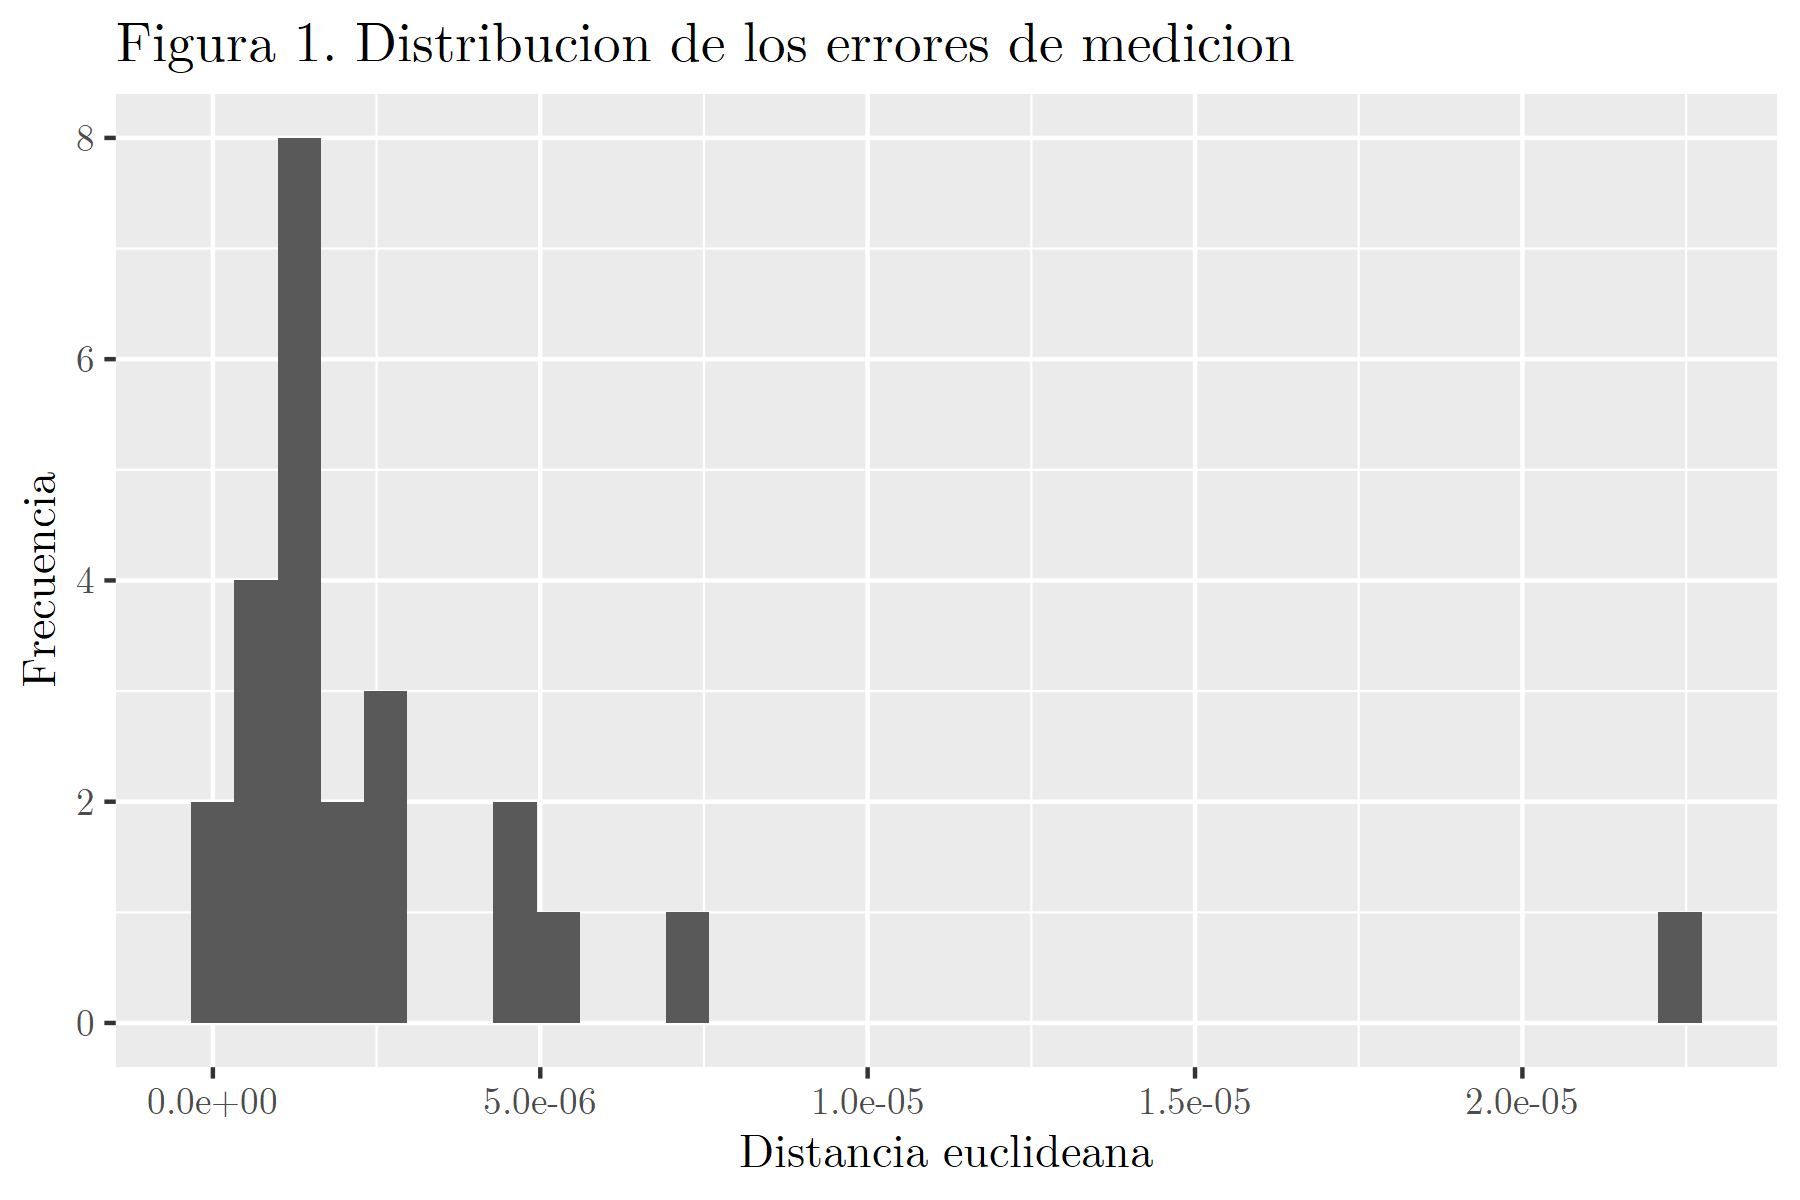 Figura 1. Distribucion de los errores de medicion
Frecuencia
8
6
4
2
0
0.0e+00 5.0e-06 1.0e-05 1.5e-05 2.0e-05
Distancia euclideana